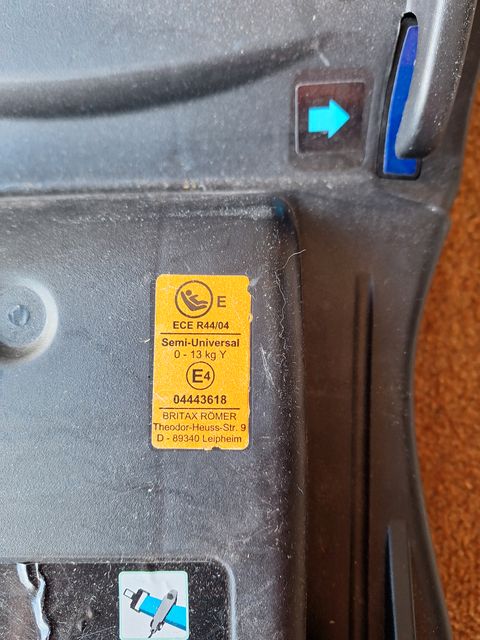 E
ECE R44/04
Semi-Universal
0 - 13 kg Y
E4
04443618
BRITAX RÖMER
Theodor-Heuss-Str. 9
D - 89340 Leipheim